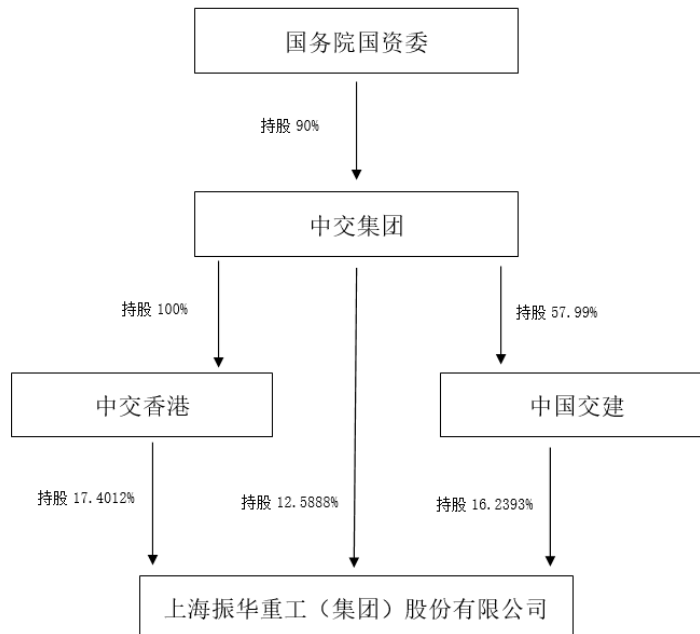 国务院国资委
持股 90%
中交集团
持股 100%
持股 57.99%
中交香港
中国交建
持股 17.4012%
持股 12.5888%
持股 16.2393%
上海振华重工（集团）股份有限公司